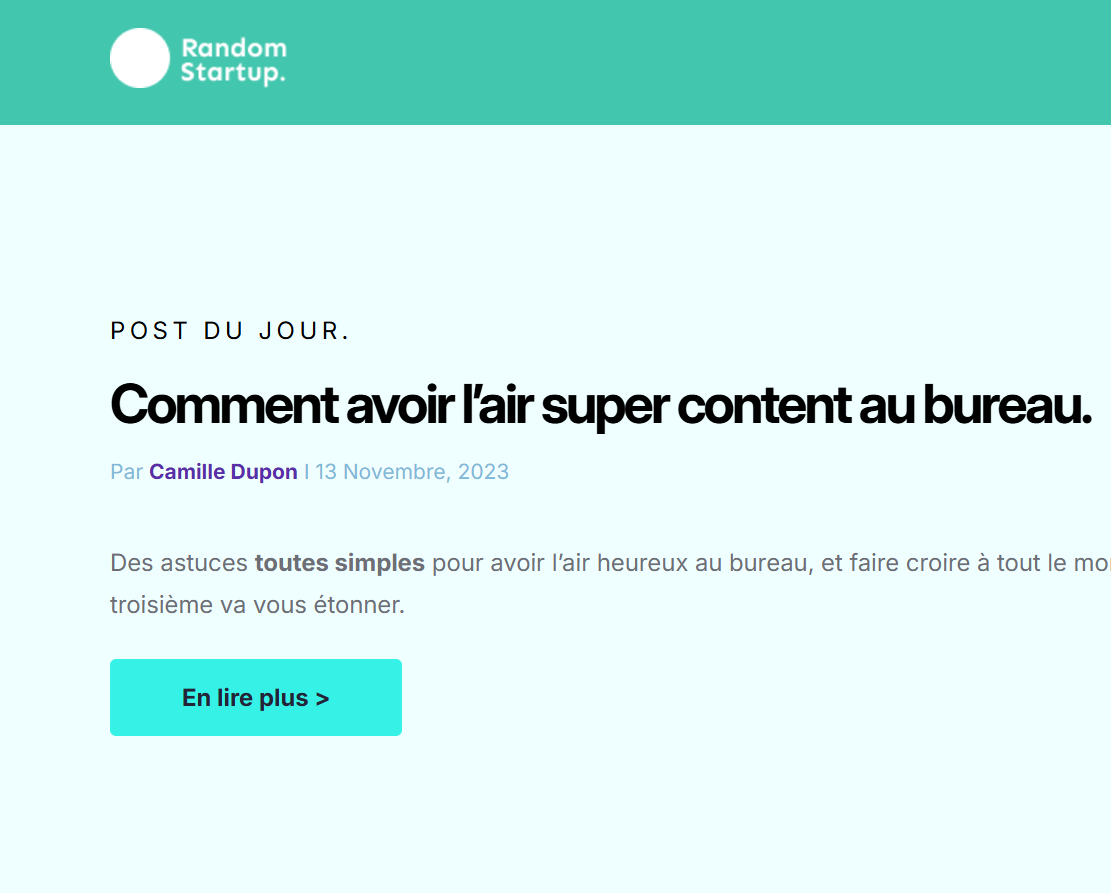 Random
Startup.
POST DU JOUR.
Comment avoir l’air super content au bureau.
Par Camille Dupon I 13 Novembre, 2023
Des astuces toutes simples pour avoir l’air heureux au bureau, et faire croire à tout le
troisième va vous étonner.
En lire plus >